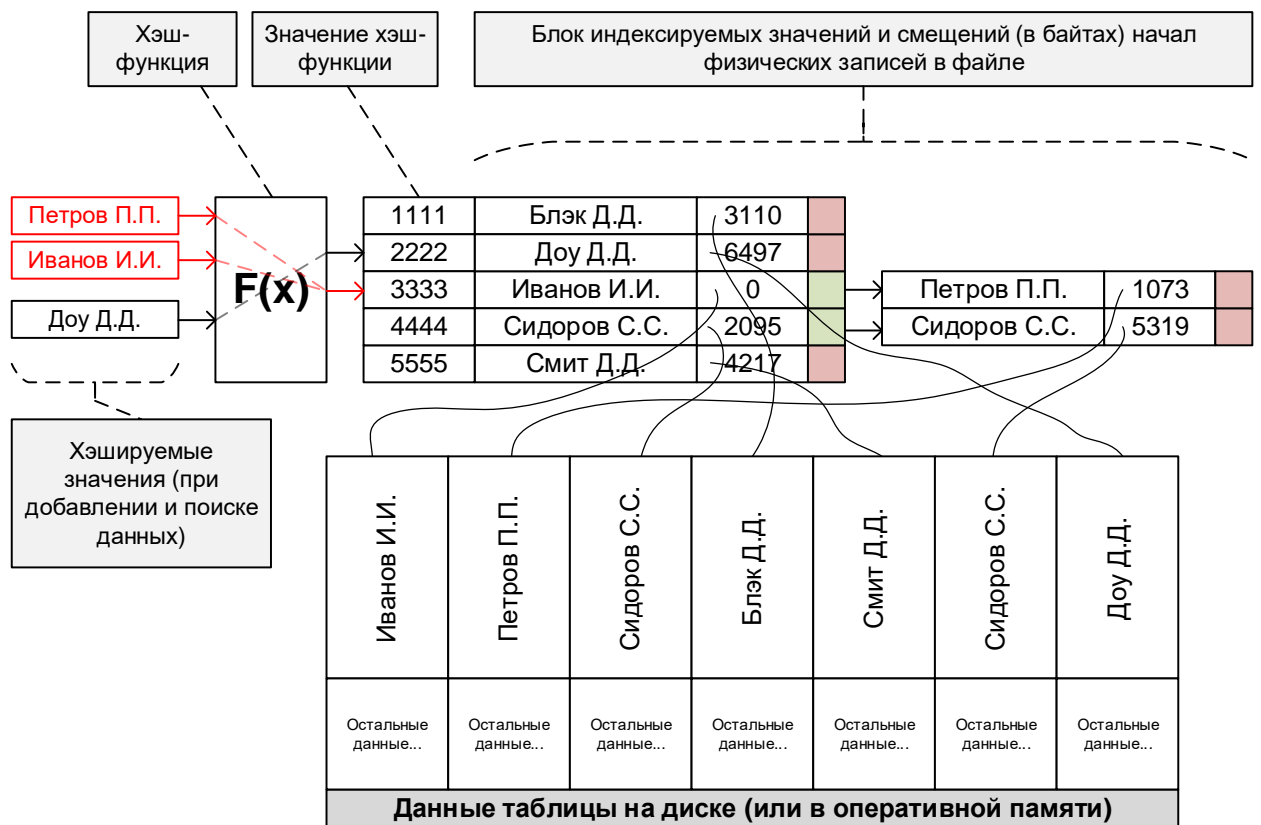 Хэш-
функция
Значение хэш-
функции
Блок индексируемых значений и смещений (в байтах) начал
физических записей в файле
Петров П.П.
Иванов И.И.
Доу Д.Д.
F(x)
1111 Блэк Д.Д. 3110
2222 Доу Д.Д. 6497
3333 Иванов И.И. 0
4444 Сидоров С.С. 2095
5555 Смит Д.Д. 4217
Петров П.П. 1073
Сидоров С.С. 5319
Хэшируемые
значения (при
добавлении и поиске
данных)
Иванов И.И.
Петров П.П.
Сидоров С.С.
Блэк Д.Д.
Смит Д.Д.
Сидоров С.С.
Доу Д.Д.
Остальные
данные...
Остальные
данные...
Остальные
данные...
Остальные
данные...
Остальные
данные...
Остальные
данные...
Остальные
данные...
Данные таблицы на диске (или в оперативной памяти)